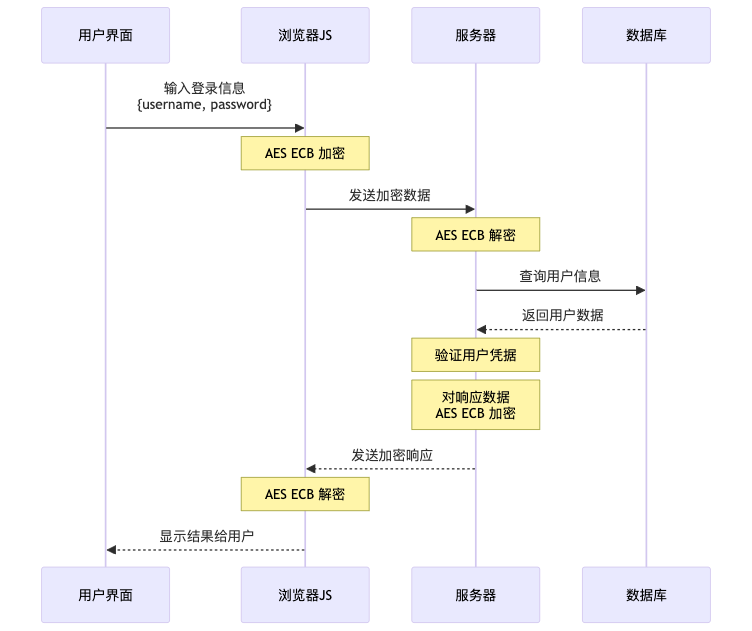 用户界面
浏览器JS
服务器
数据库
输入登录信息
{username, password}
AES ECB 加密
发送加密数据
AES ECB 解密
查询用户信息
返回用户数据
验证用户凭据
对响应数据
AES ECB 加密
发送加密响应
AES ECB 解密
显示结果给用户
用户界面
浏览器JS
服务器
数据库